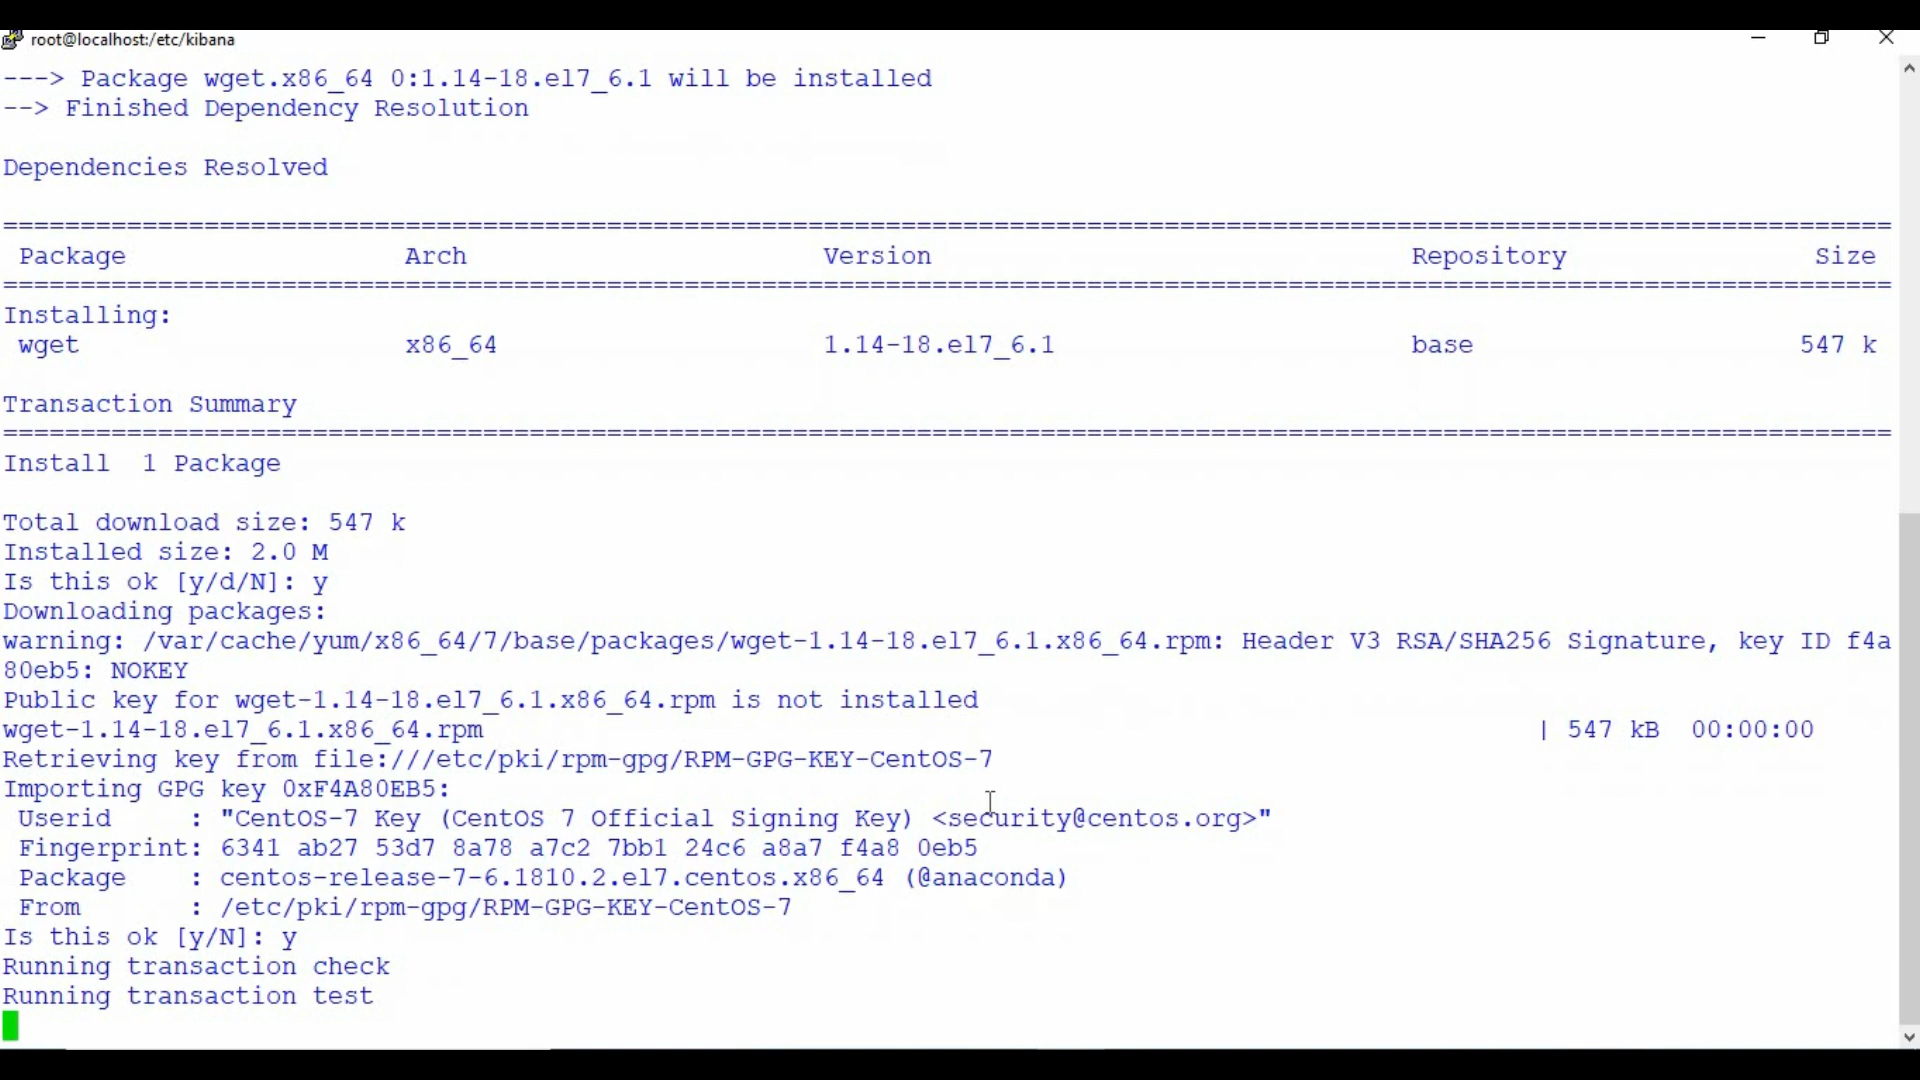 root@localhost:/etc/kibana
---> Package wget.x86_64 0:1.14-18.el7_6.1 will be installed
--> Finished Dependency Resolution
Dependencies Resolved
================================================================================
Package Arch Version Repository Size
================================================================================
Installing:
wget x86_64 1.14-18.el7_6.1 base 547 k
Transaction Summary
================================================================================
Install  1 Package
Total download size: 547 k
Installed size: 2.0 M
Is this ok [y/d/N]: y
Downloading packages:
warning: /var/cache/yum/x86_64/7/base/packages/wget-1.14-18.el7_6.1.x86_64.rpm: Header V3 RSA/SHA256 Signature, key ID f4a
80eb5: NOKEY
Public key for wget-1.14-18.el7_6.1.x86_64.rpm is not installed
wget-1.14-18.el7_6.1.x86_64.rpm | 547 kB  00:00:00
Retrieving key from file:///etc/pki/rpm-gpg/RPM-GPG-KEY-CentOS-7
Importing GPG key 0xF4A80EB5:
Userid     : "CentOS-7 Key (CentOS 7 Official Signing Key) <security@centos.org>"
Fingerprint: 6341 ab27 53d7 8a78 a7c2 7bb1 24c6 a8a7 f4a8 0eb5
Package    : centos-release-7-6.1810.2.el7.centos.x86_64 (@anaconda)
From       : /etc/pki/rpm-gpg/RPM-GPG-KEY-CentOS-7
Is this ok [y/N]: y
Running transaction check
Running transaction test